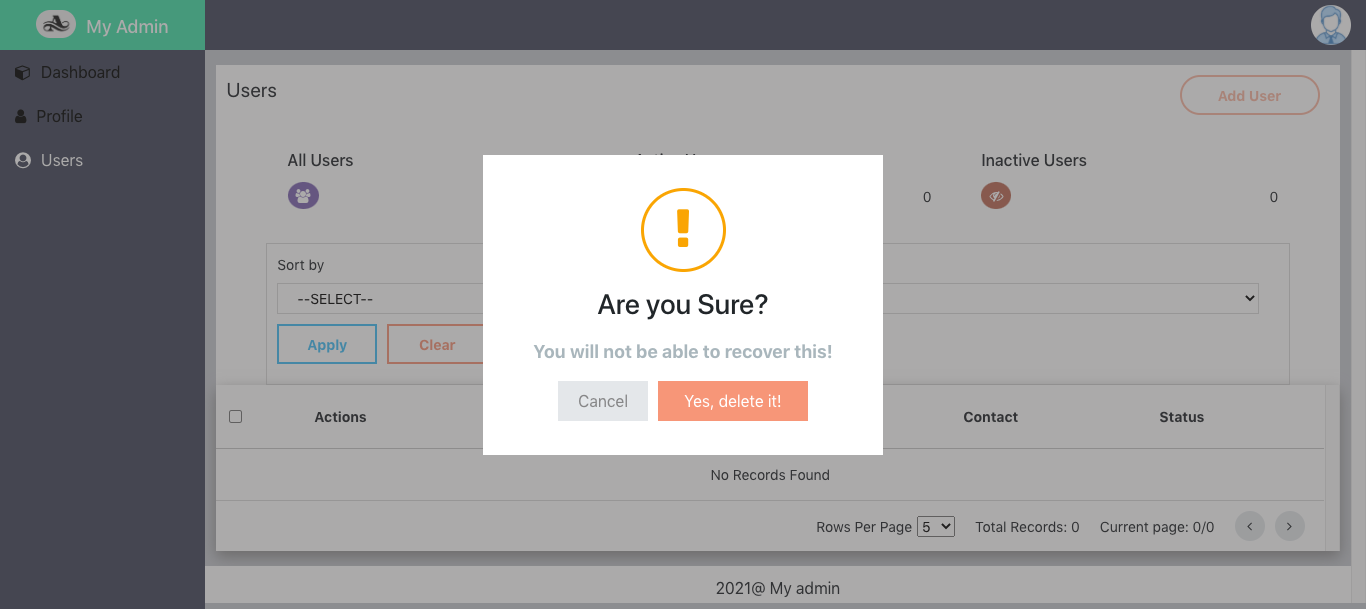 My Admin
Dashboard
Profile
Users
Users
Add User
All Users
Inactive Users
0
0
Sort by
--SELECT--
Apply
Clear
!
Are you Sure?
You will not be able to recover this!
Cancel
Yes, delete it!
Actions
Contact
Status
No Records Found
Rows Per Page 5 Total Records: 0 Current page: 0/0
2021@ My admin